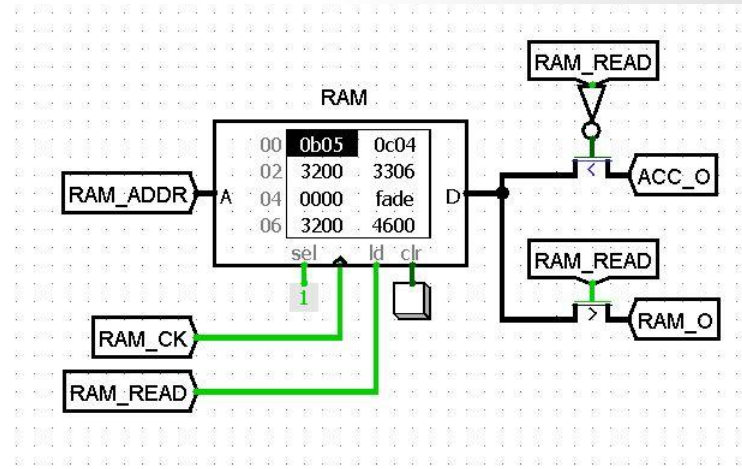 RAM_READ
RAM
00 0b05 0c04
02 3200 3306
04 0000 fade
06 3200 4600
RAM_ADDR
A
D
ACC_O
sel
ld
clr
1
RAM_READ
RAM_O
RAM_CK
RAM_READ